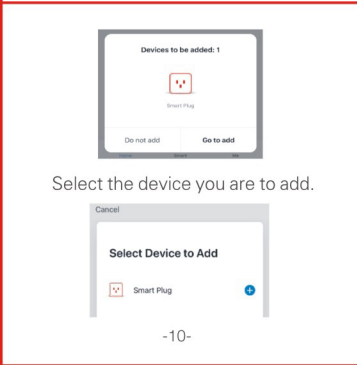 Devices to be added: 1
Smart Plug
Do not add Go to add
Select the device you are to add.
Cancel
Select Device to Add
Smart Plug
-10-